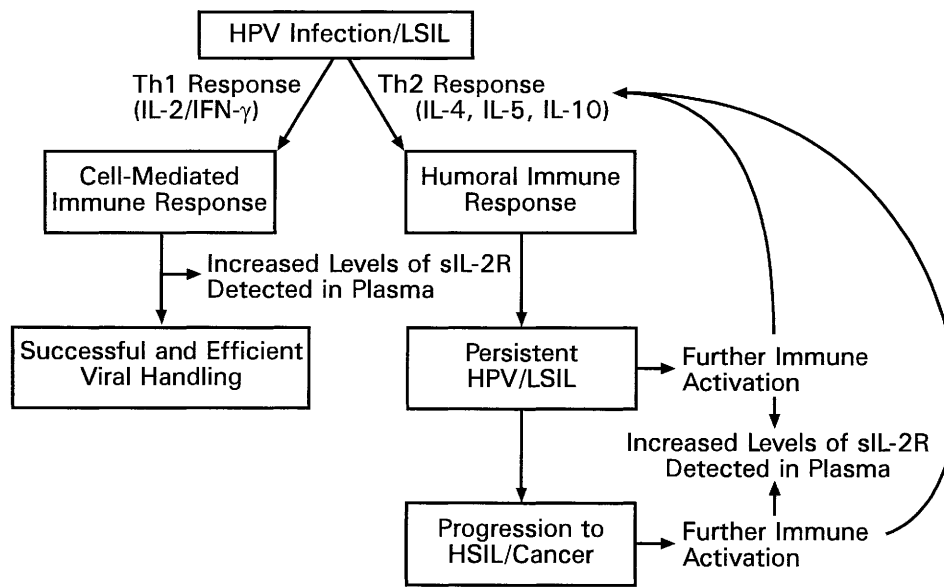 HPV Infection/LSIL
Th1 Response
(IL-2/IFN-γ)
Th2 Response
(IL-4, IL-5, IL-10)
Cell-Mediated
Immune Response
Humoral Immune
Response
Increased Levels of sIL-2R
Detected in Plasma
Successful and Efficient
Viral Handling
Persistent
HPV/LSIL
Further Immune
Activation
Increased Levels of sIL-2R
Detected in Plasma
Progression to
HSIL/Cancer
Further Immune
Activation